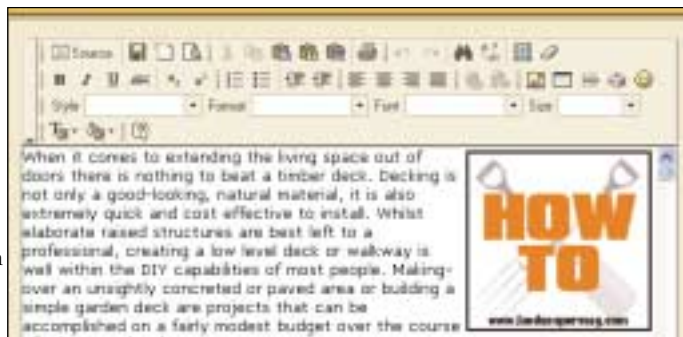 Source
B I U ABC
Style Format Font Size
When it comes to extending the living space out of
doors there is nothing to beat a timber deck. Decking is
not only a good-looking, natural material, it is also
extremely quick and cost effective to install. Whilst
elaborate raised structures are best left to a
professional, creating a low level deck or walkway is
well within the DIY capabilities of most people. Making-
over an unsightly concreted or paved area or building a
simple garden deck are projects that can be
accomplished on a fairly modest budget over the course
HOW
TO